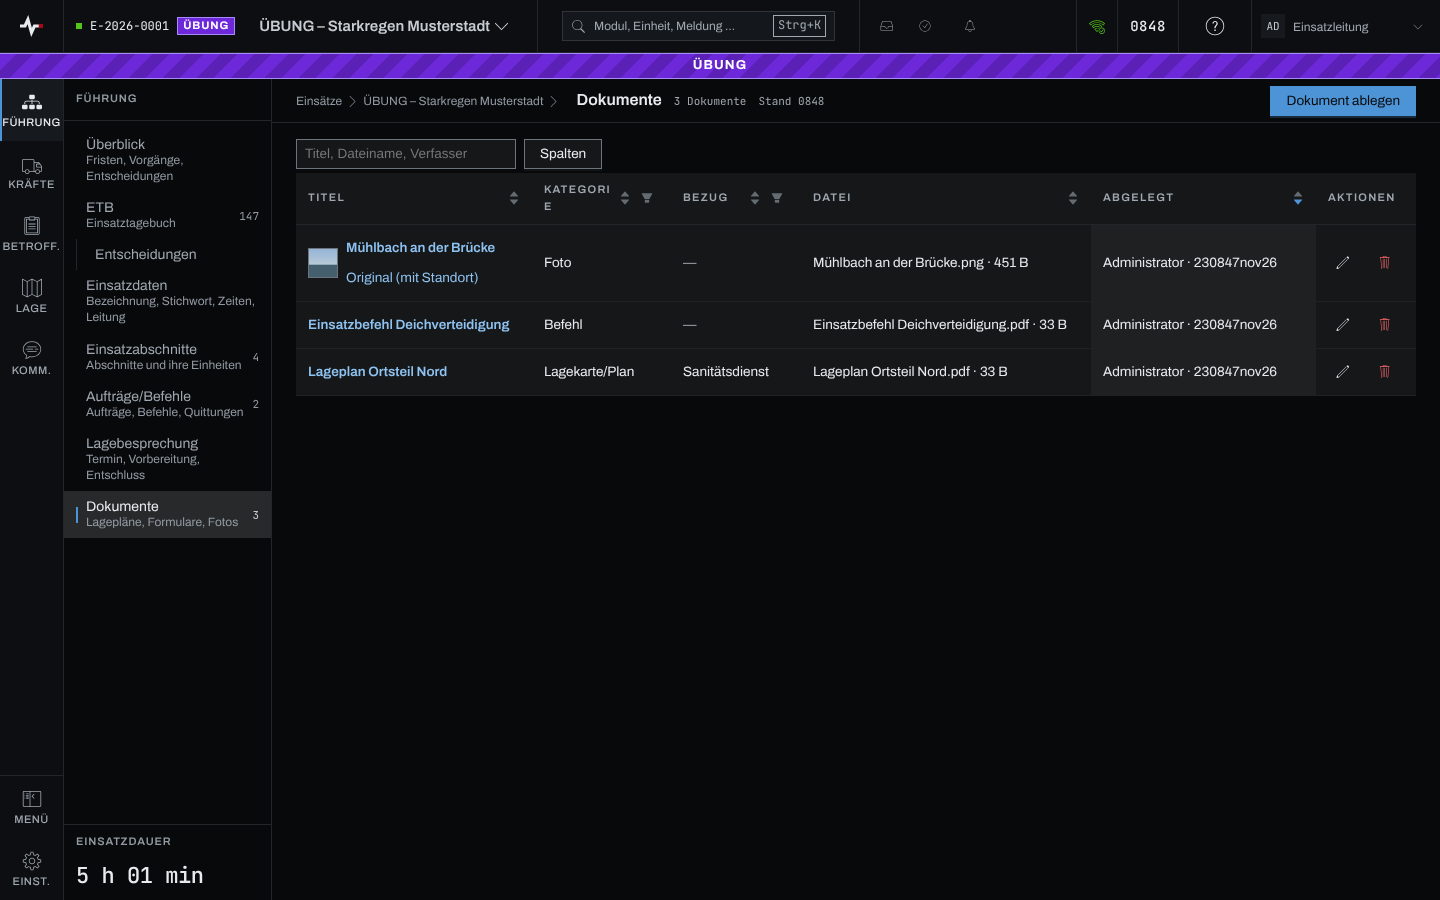 E-2026-0001 ÜBUNG ÜBUNG – Starkregen Musterstadt Modul, Einheit, Meldung ... Strg+K 0848 ? AD Einsatzleitung
ÜBUNG
FÜHRUNG
KRÄFTE
BETROFF.
LAGE
KOMM.
MENÜ
EINST.
FÜHRUNG
Überblick
Fristen, Vorgänge,
Entscheidungen
ETB
Einsatztagebuch
147
Entscheidungen
Einsatzdaten
Bezeichnung, Stichwort, Zeiten,
Leitung
Einsatzabschnitte
Abschnitte und ihre Einheiten
4
Aufträge/Befehle
Aufträge, Befehle, Quittungen
2
Lagebesprechung
Termin, Vorbereitung,
Entschluss
Dokumente
Lagepläne, Formulare, Fotos
3
EINSATZDAUER
5 h 01 min
Einsätze ÜBUNG – Starkregen Musterstadt Dokumente 3 Dokumente Stand 0848 Dokument ablegen
Titel, Dateiname, Verfasser Spalten
TITEL KATEGORI
E BEZUG DATEI ABGELEGT AKTIONEN
Mühlbach an der Brücke
Original (mit Standort)
Foto — Mühlbach an der Brücke.png · 451 B Administrator · 230847nov26
Einsatzbefehl Deichverteidigung Befehl — Einsatzbefehl Deichverteidigung.pdf · 33 B Administrator · 230847nov26
Lageplan Ortsteil Nord Lagekarte/Plan Sanitätsdienst Lageplan Ortsteil Nord.pdf · 33 B Administrator · 230847nov26